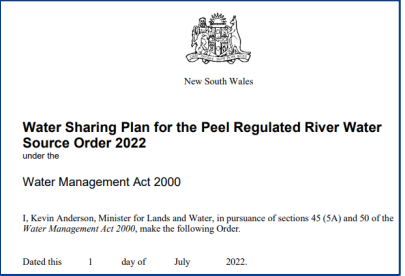 New South Wales
Water Sharing Plan for the Peel Regulated River Water
Source Order 2022
under the
Water Management Act 2000
I, Kevin Anderson, Minister for Lands and Water, in pursuance of sections 45 (5A) and 50 of the
Water Management Act 2000, make the following Order.
Dated this 1 day of July 2022.